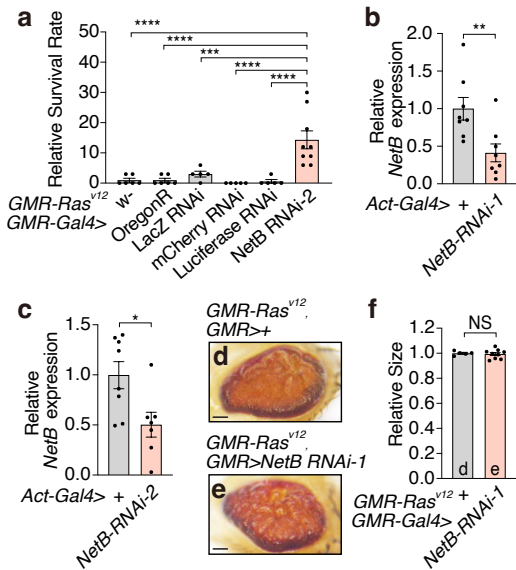 a
Relative Survival Rate
50
40
30
20
10
0
****
****
***
****
****
GMR-Ras^v12
GMR-Gal4>
w-
OregonR
LacZ RNAi
mCherry RNAi
Luciferase RNAi
NetB RNAi-2
b
Relative
NetB expression
2.0
1.5
1.0
0.5
0.0
**
Act-Gal4> +
NetB-RNAi-1
c
Relative
NetB expression
1.5
1.0
0.5
0.0
*
Act-Gal4> +
NetB-RNAi-2
GMR-Ras^v12,
GMR>+
d
GMR-Ras^v12,
GMR>NetB RNAi-1
e
f
Relative Size
1.2
1.0
0.8
0.6
0.4
0.2
0.0
NS
d
e
GMR-Ras^v12
GMR-Gal4>
+
NetB-RNAi-1